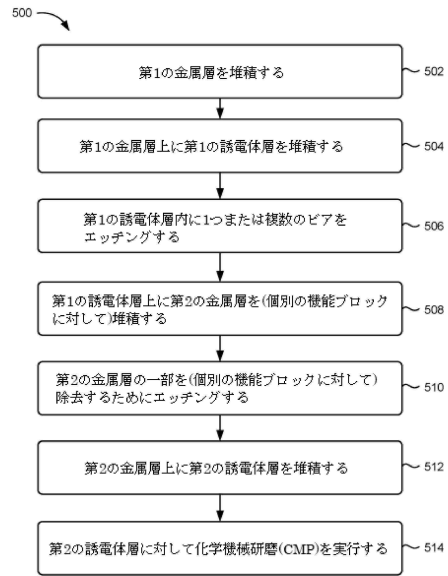 500
第1の金属層を堆積する
502
第1の金属層上に第1の誘電体層を堆積する
504
第1の誘電体層内に1つまたは複数のビアを
エッチングする
506
第1の誘電体層上に第2の金属層を(個別の機能ブロック
に対して)堆積する
508
第2の金属層の一部を(個別の機能ブロックに対して)
除去するためにエッチングする
510
第2の金属層上に第2の誘電体層を堆積する
512
第2の誘電体層に対して化学機械研磨(CMP)を実行する
514